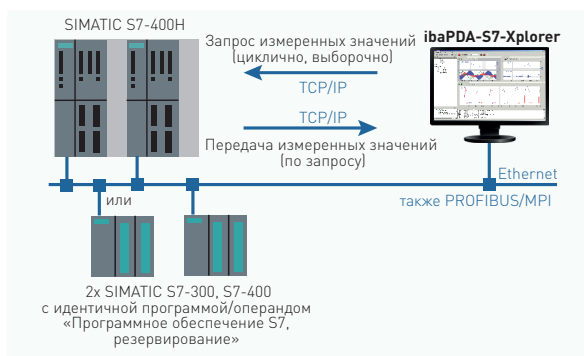 SIMATIC S7-400H
ibaPDA-S7-Xplorer
Запрос измеренных значений
(циклично, выборочно)
TCP/IP
TCP/IP
Передача измеренных значений
(по запросу)
Ethernet
также PROFIBUS/MPI
или
2x SIMATIC S7-300, S7-400
с идентичной программой/операндом
«Программное обеспечение S7,
резервирование»